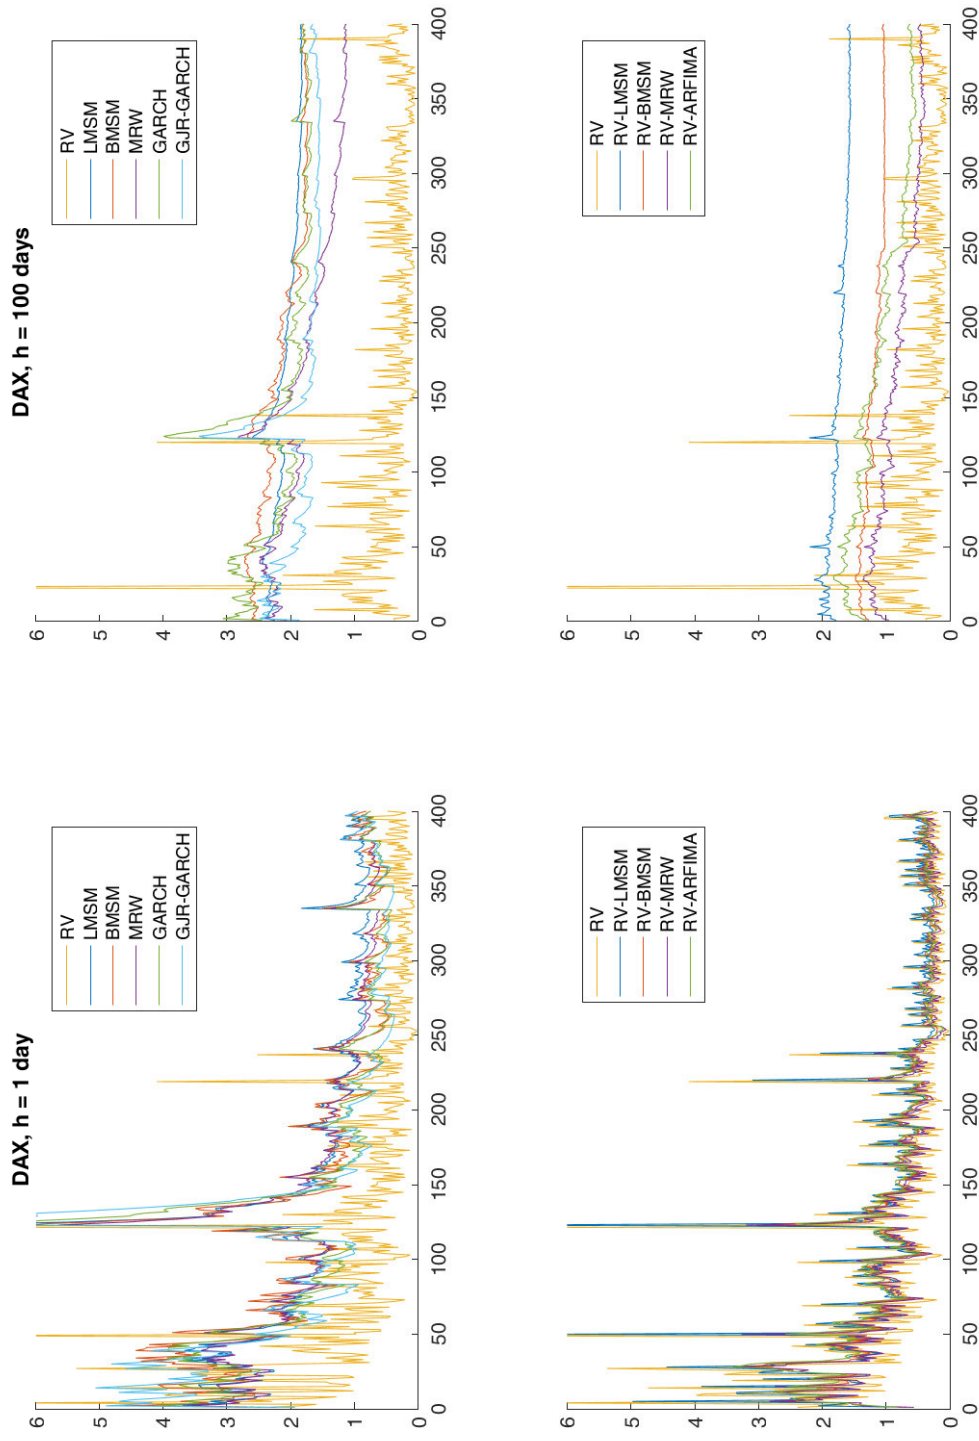 DAX, h = 1 day
6
5
4
3
2
1
0
0 50 100 150 200 250 300 350 400
RV
LMSM
BMSM
MRW
GARCH
GJR-GARCH
DAX, h = 100 days
6
5
4
3
2
1
0
0 50 100 150 200 250 300 350 400
RV
LMSM
BMSM
MRW
GARCH
GJR-GARCH
6
5
4
3
2
1
0
0 50 100 150 200 250 300 350 400
RV
RV-LMSM
RV-BMSM
RV-MRW
RV-ARFIMA
6
5
4
3
2
1
0
0 50 100 150 200 250 300 350 400
RV
RV-LMSM
RV-BMSM
RV-MRW
RV-ARFIMA